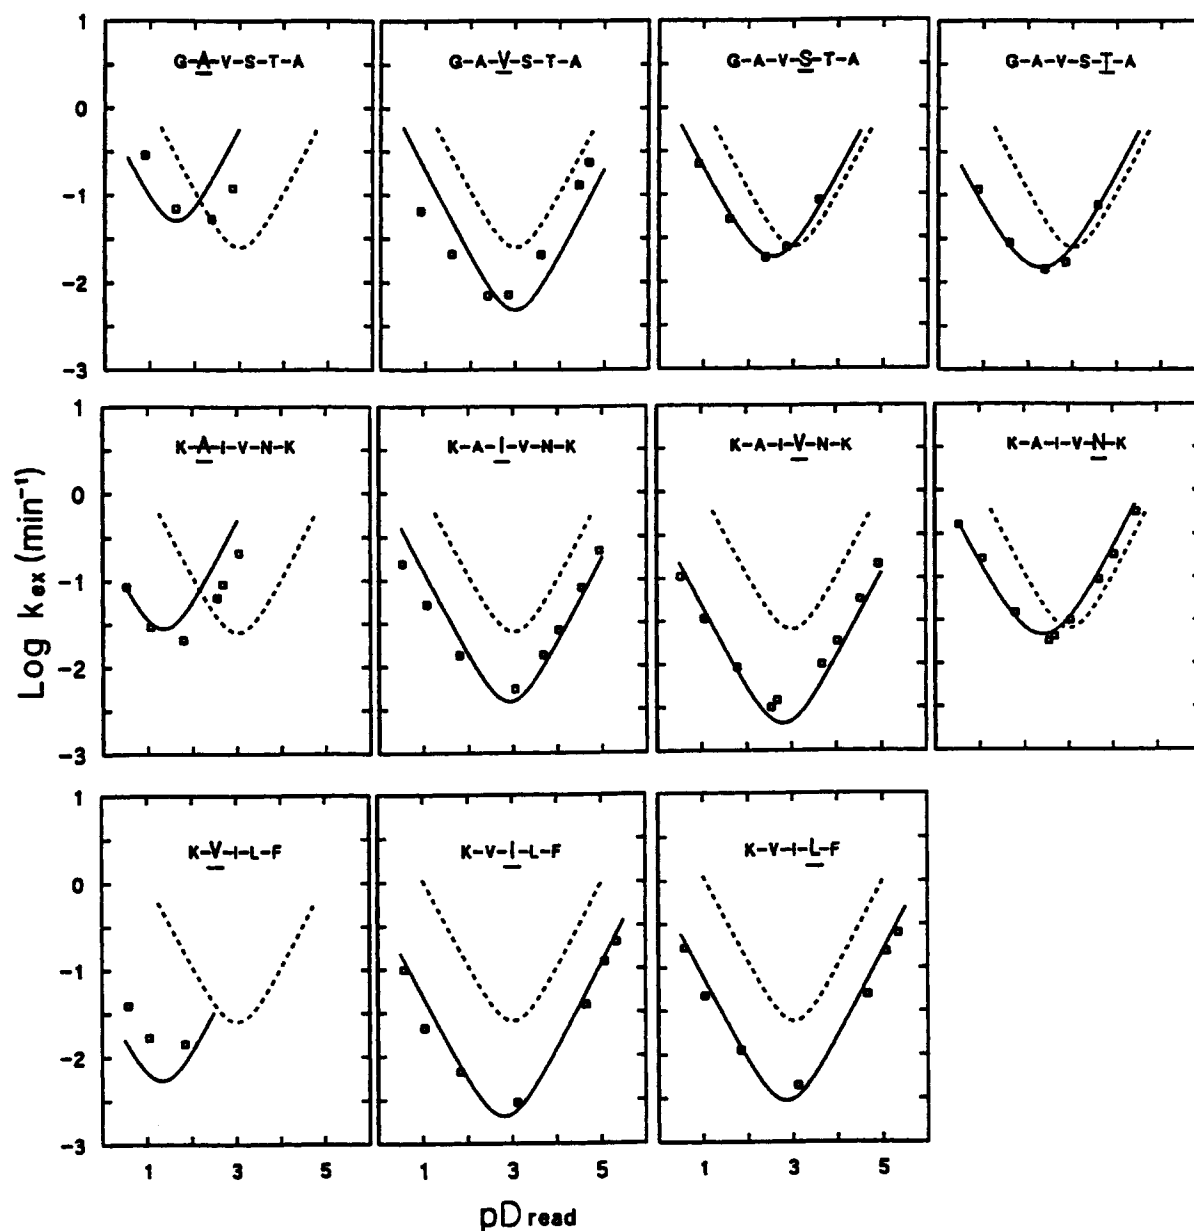 G-A-V-S-T-A
G-A-V-S-T-A
G-A-V-S-T-A
G-A-V-S-T-A
1
0
-1
-2
-3
K-A-I-V-N-K
K-A-I-V-N-K
K-A-I-V-N-K
K-A-I-V-N-K
1
0
-1
-2
-3
Log kex (min⁻¹)
K-V-I-L-F
K-V-I-L-F
K-V-I-L-F
1
0
-1
-2
-3
1 3 5
1 3 5
1 3 5
pD read